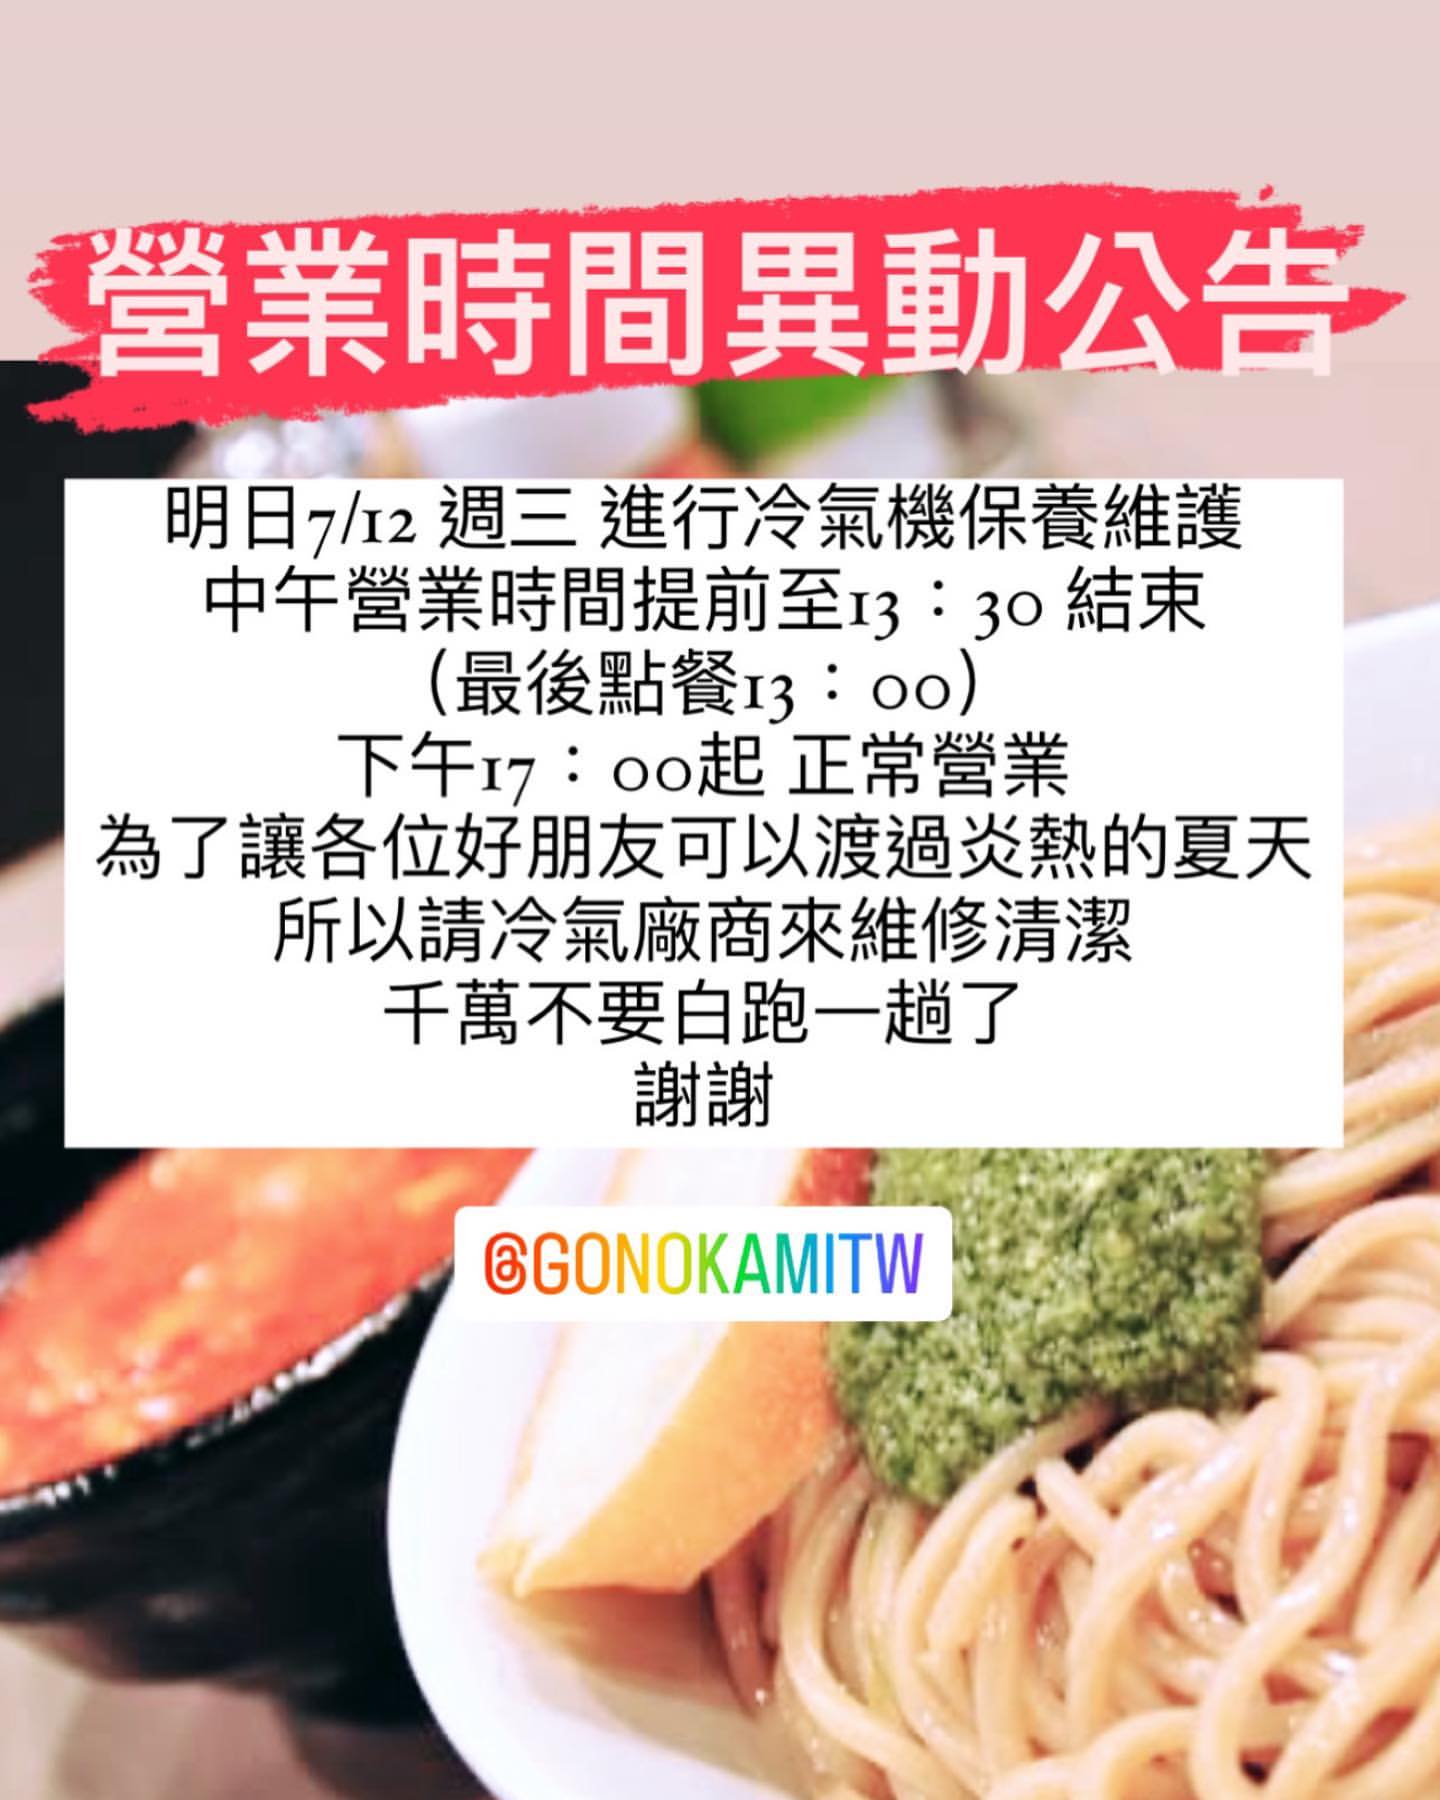 營業時間異動公告
明日7/12 週三 進行冷氣機保養維護
中午營業時間提前至13：30 結束
（最後點餐13：00）
下午17：00起 正常營業
為了讓各位好朋友可以渡過炎熱的夏天
所以請冷氣廠商來維修清潔
千萬不要白跑一趟了
謝謝
@GONOKAMITW